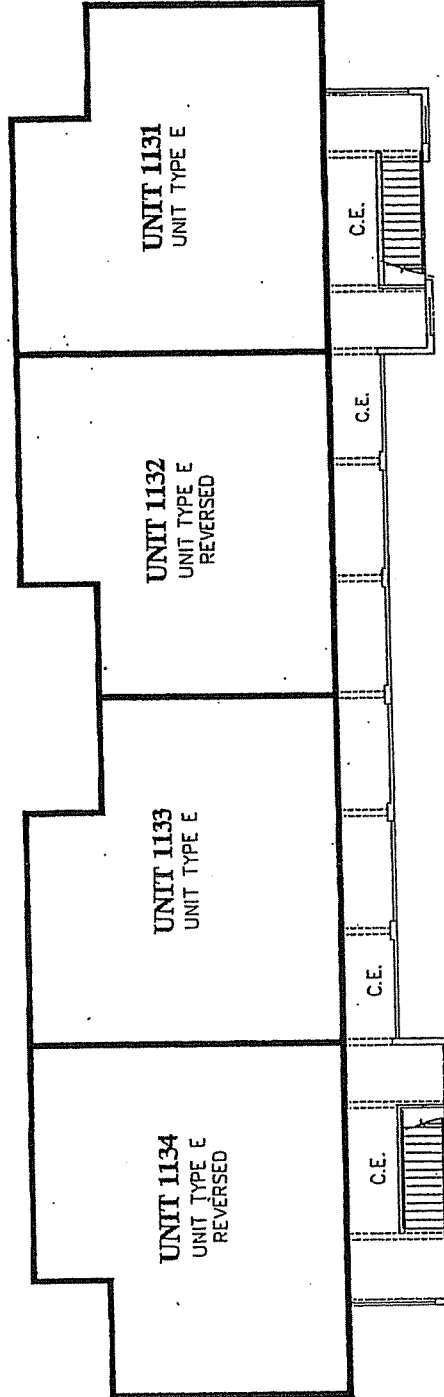 UNIT 1134
UNIT TYPE E
REVERSED
UNIT 1133
UNIT TYPE E
UNIT 1132
UNIT TYPE E
REVERSED
UNIT 1131
UNIT TYPE E
C.E.
C.E.
C.E.
C.E.